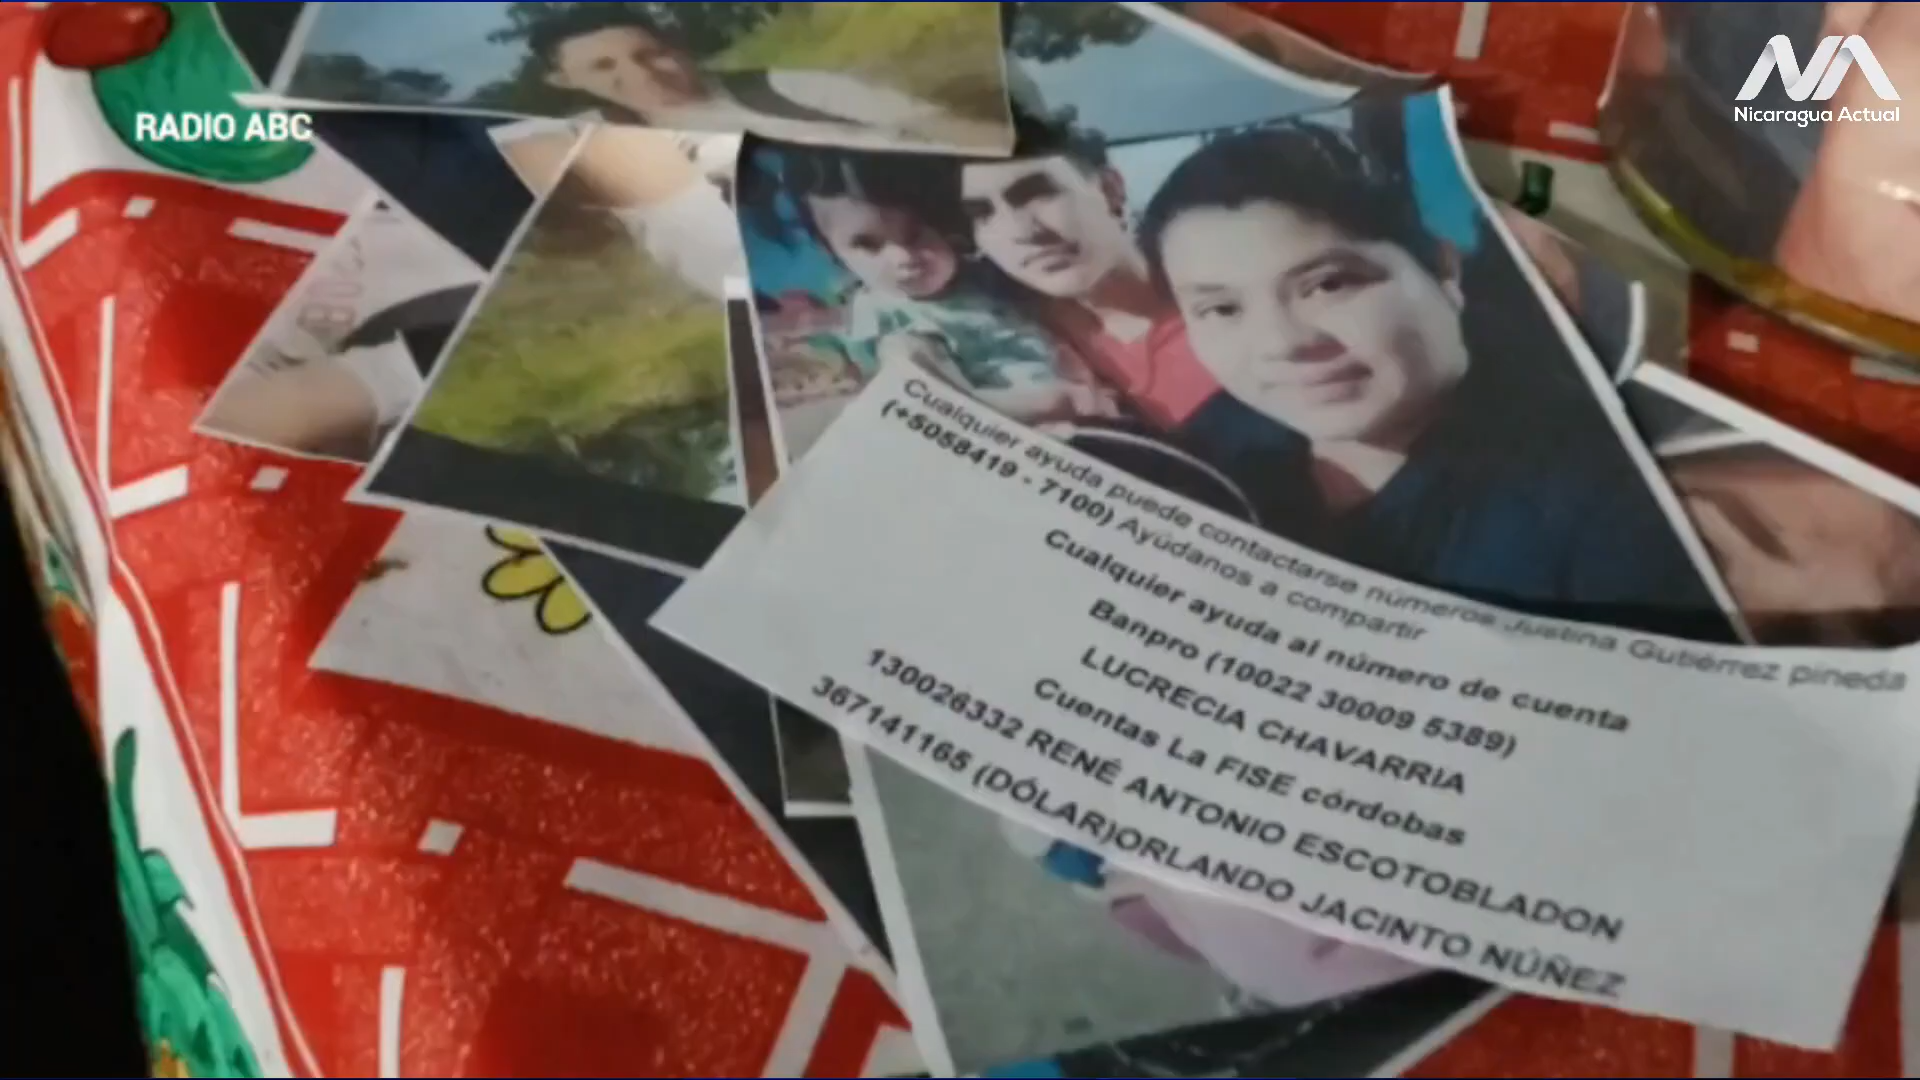 RADIO ABC
Nicaragua Actual
Cualquier ayuda puede contactarse números Justina Gutiérrez pineda
(+5058419 - 7100) Ayúdanos a compartir
Cualquier ayuda al número de cuenta
Banpro (10022 30009 5389)
LUCRECIA CHAVARRIA
Cuentas La FISE córdobas
130026332 RENÉ ANTONIO ESCOTOBLADON
367141165 (DÓLAR)ORLANDO JACINTO NÚÑEZ